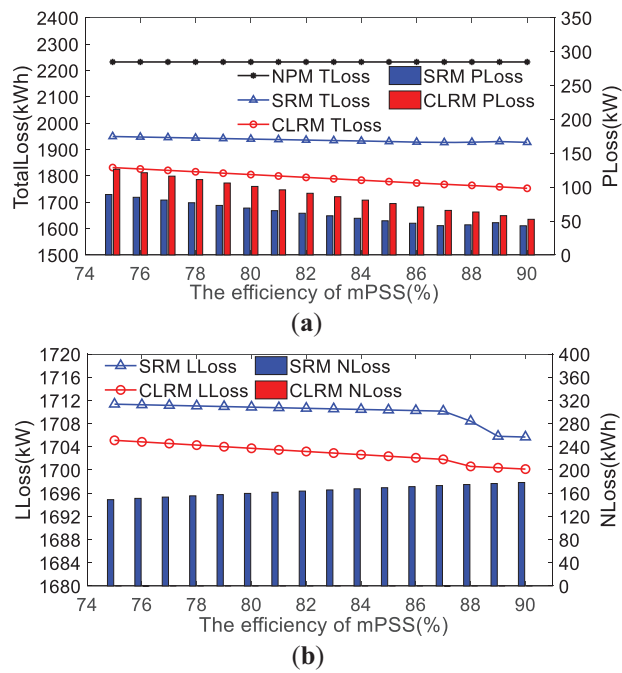 2400
2300
2200
2100
2000
1900
1800
1700
1600
1500
TotalLoss(kWh)
NPM TLoss
SRM TLoss
CLRM TLoss
SRM PLoss
CLRM PLoss
350
300
250
200
150
100
50
0
PLoss(kWh)
74 76 78 80 82 84 86 88 90
The efficiency of mPSS(%)
(a)
1720
1716
1712
1708
1704
1700
1696
1692
1688
1684
1680
LLoss(kW)
SRM LLoss
CLRM LLoss
SRM NLoss
CLRM NLoss
400
360
320
280
240
200
160
120
80
40
0
NLoss(kWh)
74 76 78 80 82 84 86 88 90
The efficiency of mPSS(%)
(b)